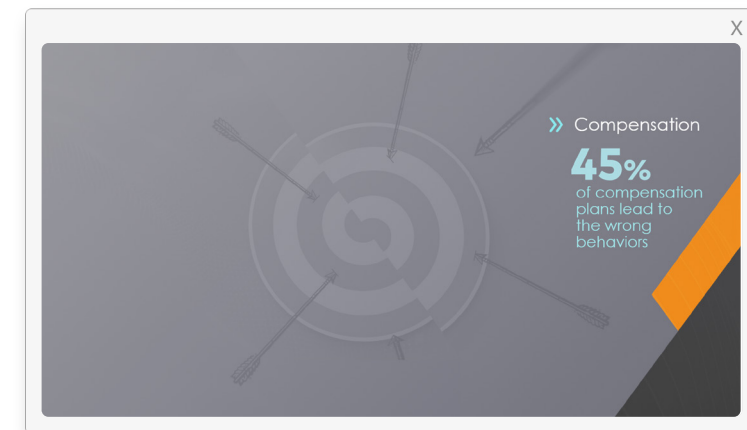 X
» Compensation
45%
of compensation
plans lead to
the wrong
behaviors